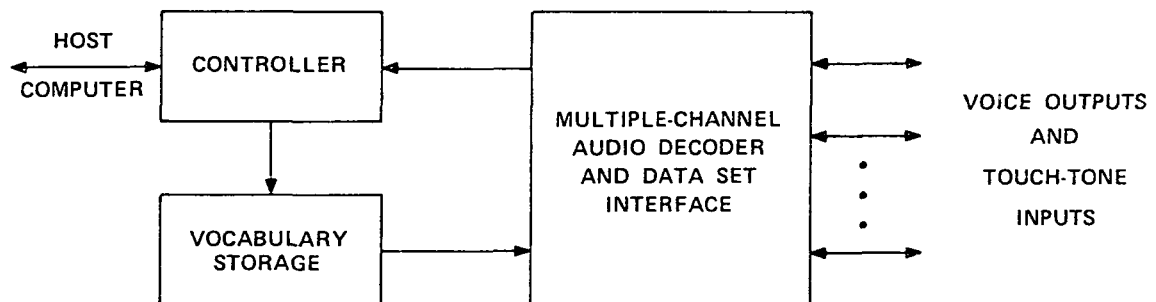 HOST
COMPUTER
CONTROLLER
VOCABULARY
STORAGE
MULTIPLE-CHANNEL
AUDIO DECODER
AND DATA SET
INTERFACE
VOiCE OUTPUTS
AND
TOUCH-TONE
INPUTS